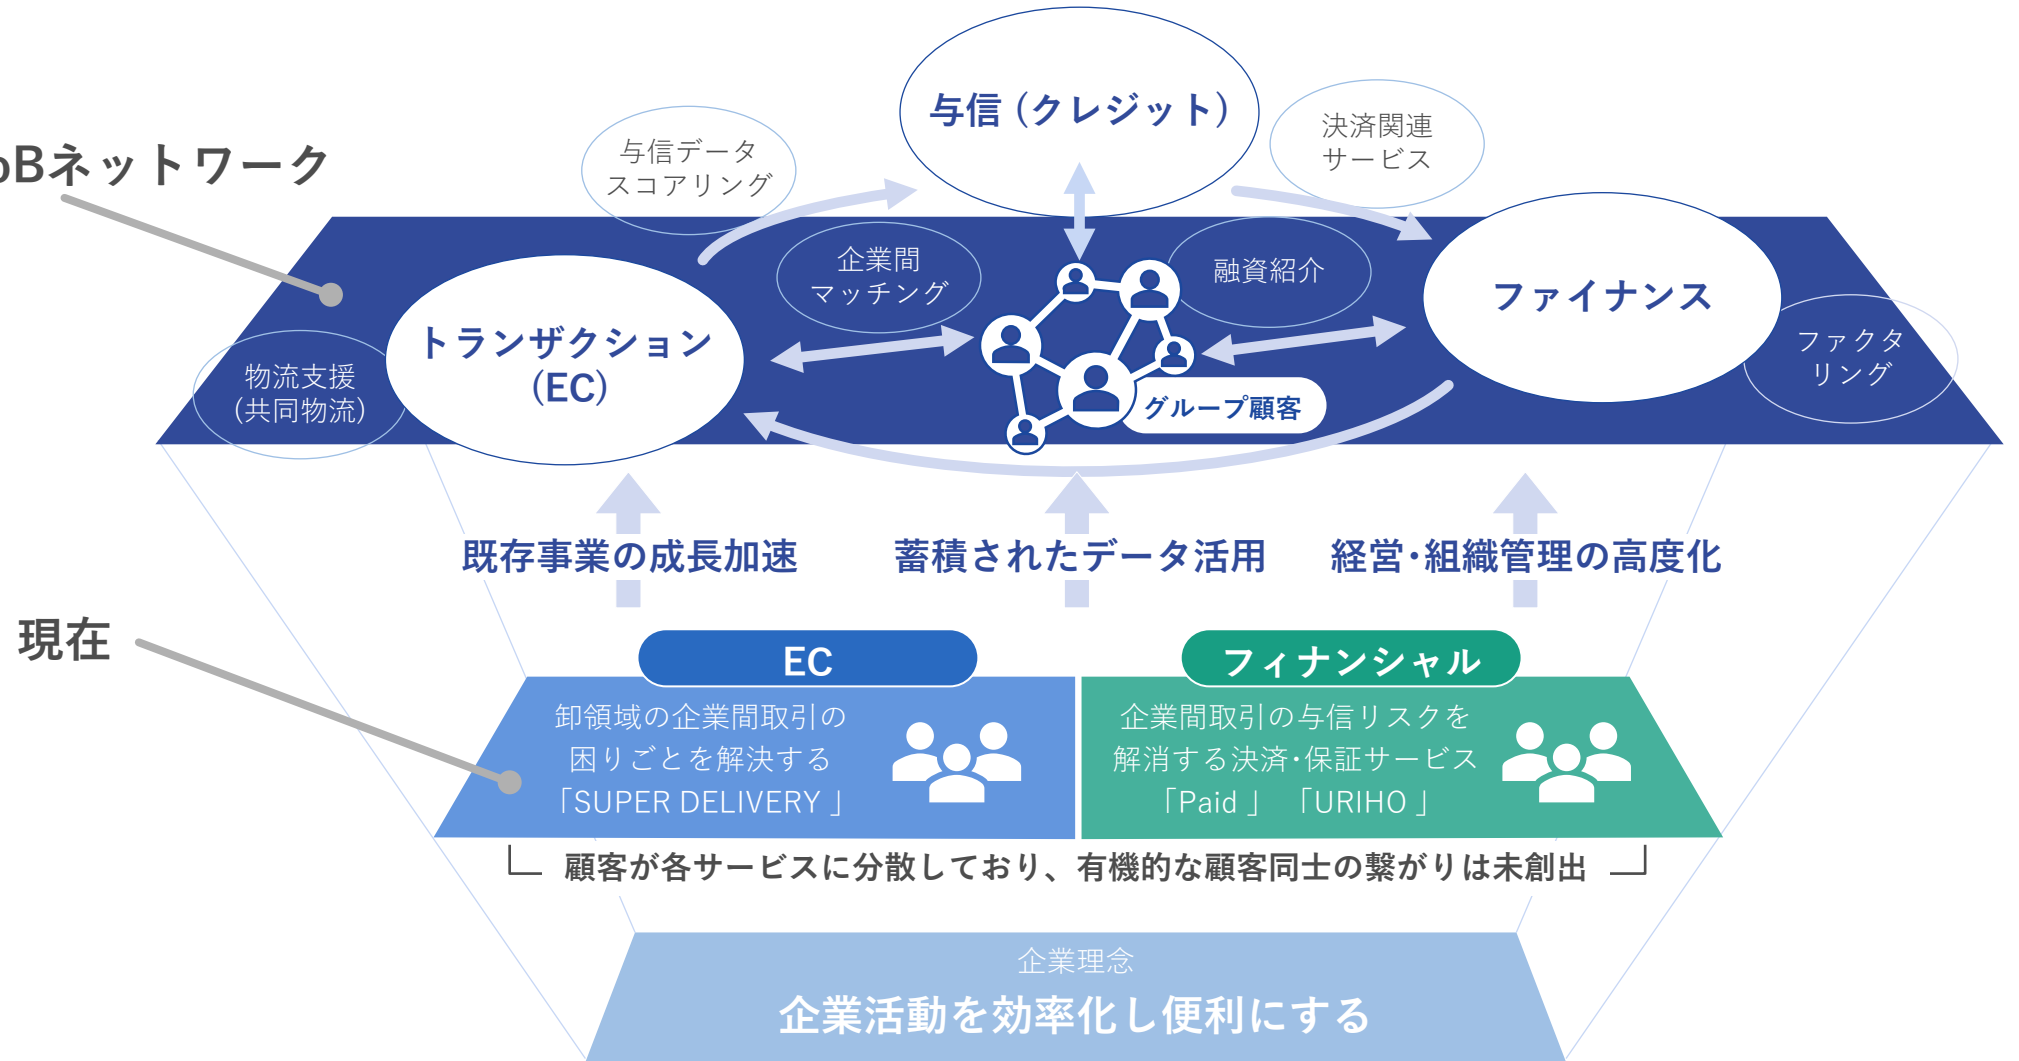 与信（クレジット）
与信データ
スコアリング
決済関連
サービス
oBネットワーク
企業間
マッチング
融資紹介
ファイナンス
トランザクション
(EC)
物流支援
(共同物流)
ファクタ
リング
グループ顧客
既存事業の成長加速
蓄積されたデータ活用
経営・組織管理の高度化
現在
EC
フィナンシャル
卸領域の企業間取引の
困りごとを解決する
「SUPER DELIVERY」
企業間取引の与信リスクを
解消する決済・保証サービス
「Paid」 「URIHO」
顧客が各サービスに分散しており、有機的な顧客同士の繋がりは未創出
企業理念
企業活動を効率化し便利にする